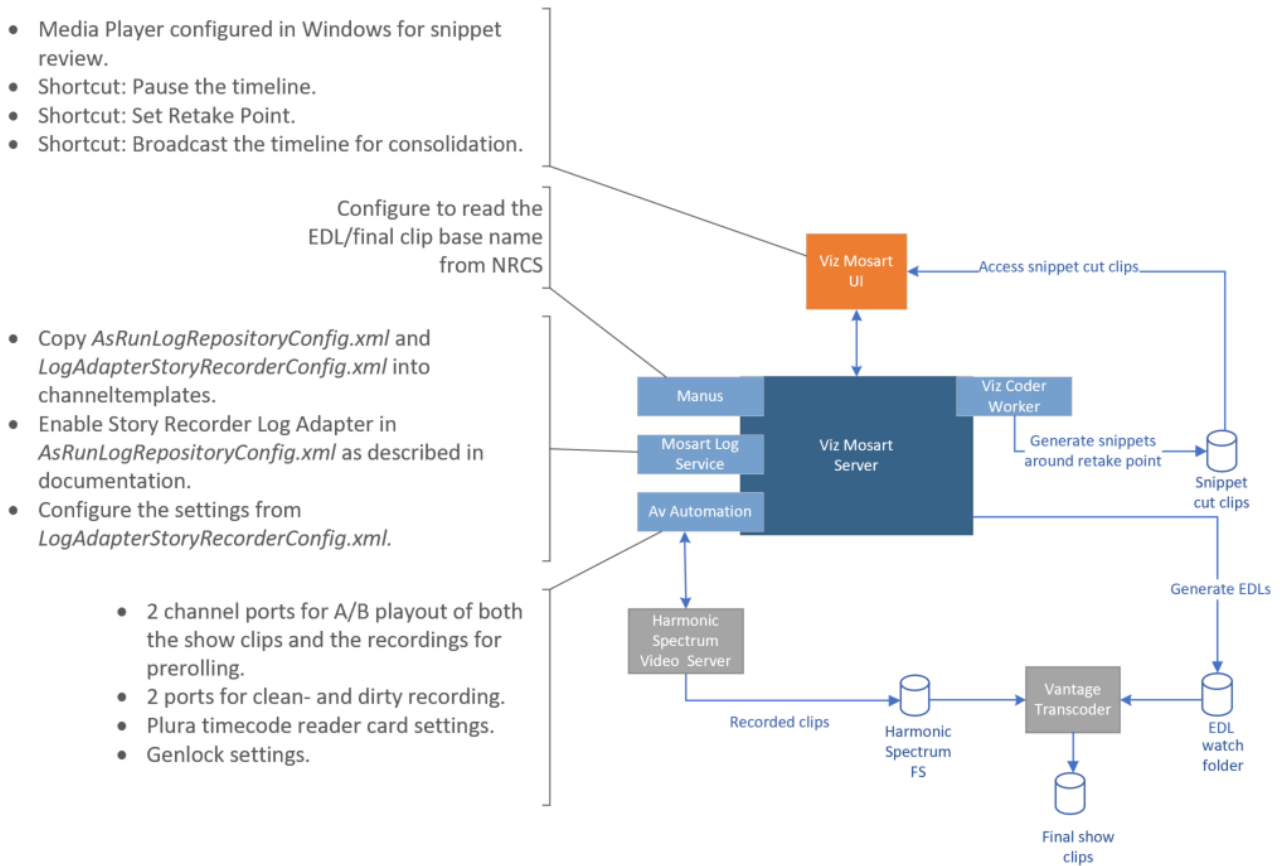 • Media Player configured in Windows for snippet
review.
• Shortcut: Pause the timeline.
• Shortcut: Set Retake Point.
• Shortcut: Broadcast the timeline for consolidation.
Configure to read the
EDL/final clip base name
from NRCS
• Copy AsRunLogRepositoryConfig.xml and
LogAdapterStoryRecorderConfig.xml into
channeltemplates.
• Enable Story Recorder Log Adapter in
AsRunLogRepositoryConfig.xml as described in
documentation.
• Configure the settings from
LogAdapterStoryRecorderConfig.xml.
• 2 channel ports for A/B playout of both
the show clips and the recordings for
prerolling.
• 2 ports for clean- and dirty recording.
• Plura timecode reader card settings.
• Genlock settings.
Viz Mosart
UI
Access snippet cut clips
Manus
Mosart Log
Service
Av Automation
Viz Mosart
Server
Viz Coder
Worker
Generate snippets
around retake point
Snippet
cut clips
Generate EDLs
Harmonic
Spectrum
Video Server
Recorded clips
Harmonic
Spectrum
FS
Vantage
Transcoder
EDL
watch
folder
Final show
clips